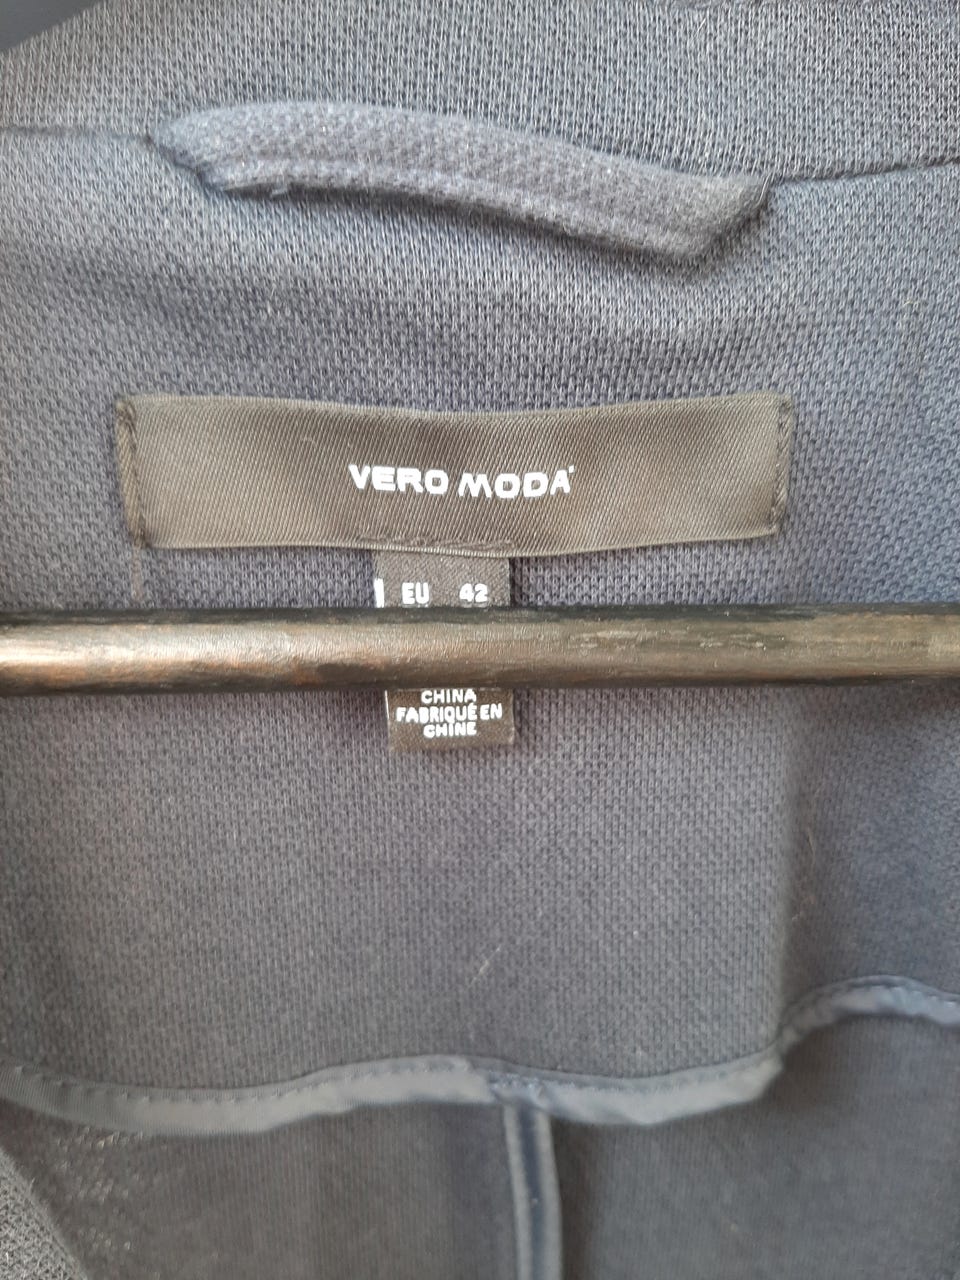 VERO MODA
EU 42
CHINA
FABRIQUÉ EN
CHINE